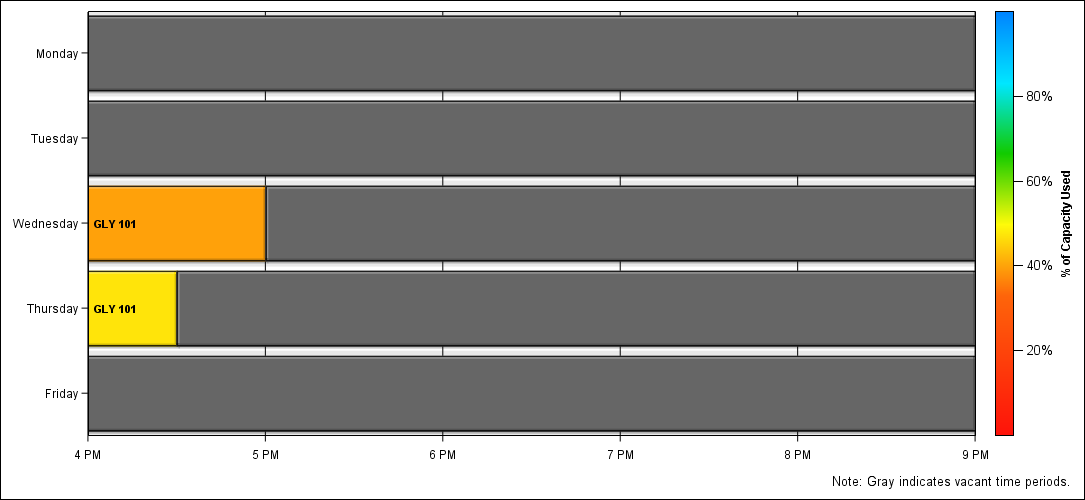 Monday
Tuesday
Wednesday
Thursday
Friday
GLY 101
GLY 101
4 PM
5 PM
6 PM
7 PM
8 PM
9 PM
80%
60%
40%
20%
% of Capacity Used
Note: Gray indicates vacant time periods.